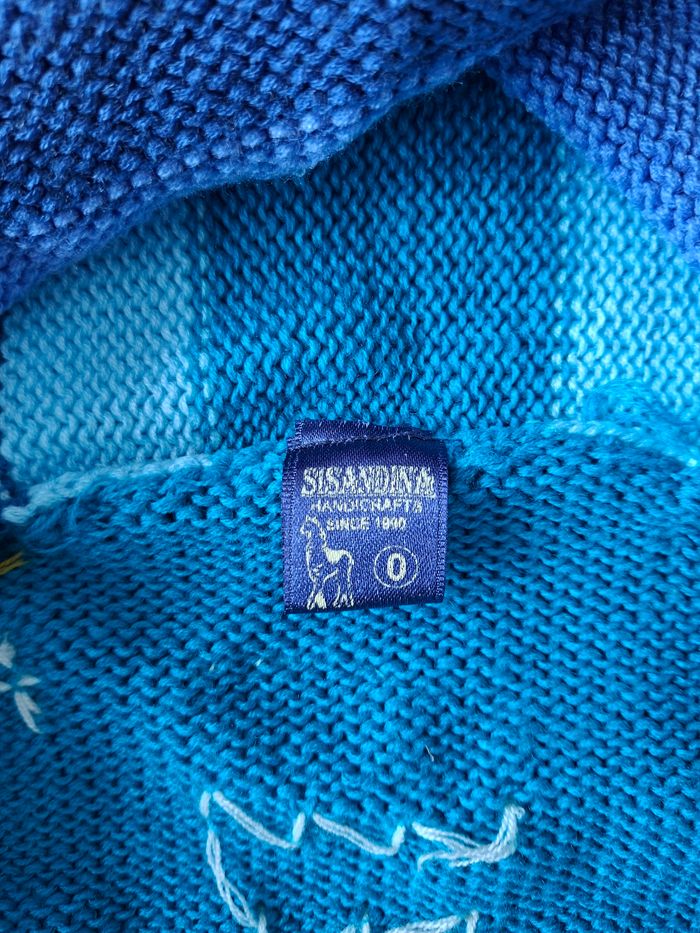 SISANDINA
HANDICRAFTS
SINCE 1990
0